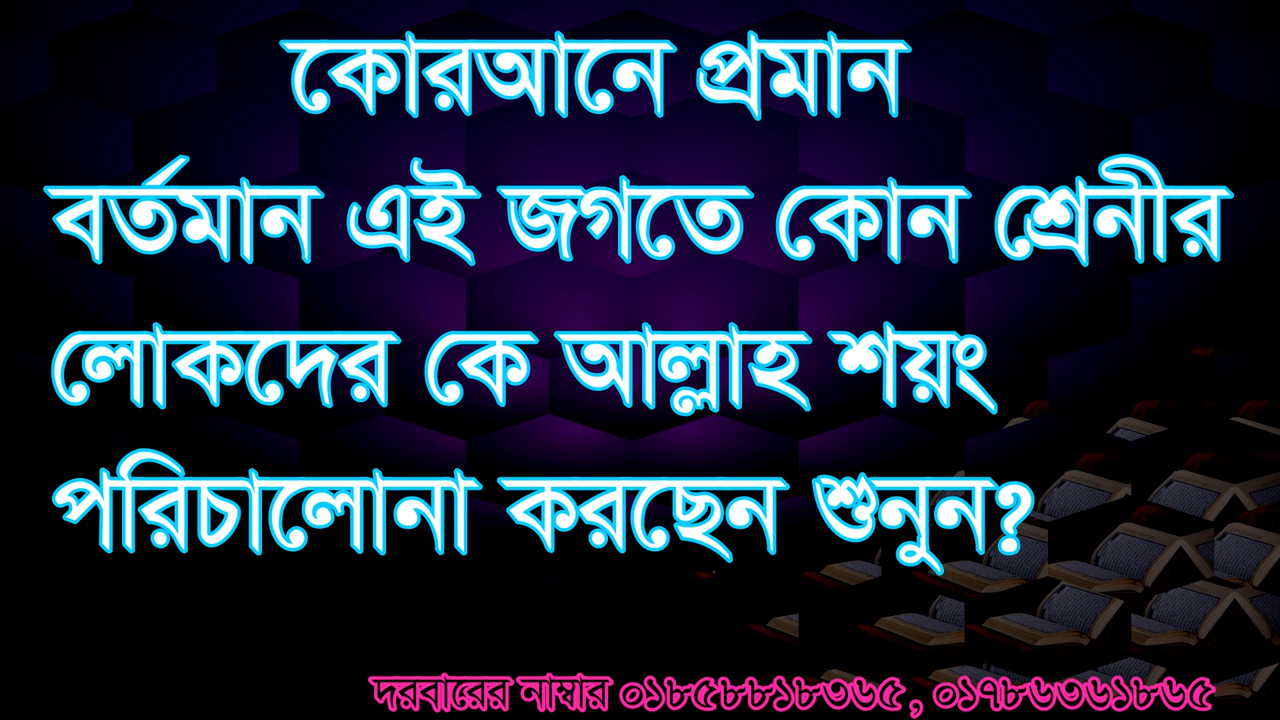 কোরআনে প্রমান
বর্তমান এই জগতে কোন শ্রেনীর
লোকদের কে আল্লাহ শয়ং
পরিচালোনা করছেন শুনুন?
দরবারের নাম্বার ০১৮৫৮৮১৮৩৬৫, ০১৭৮৬৩৬১৮৬৫